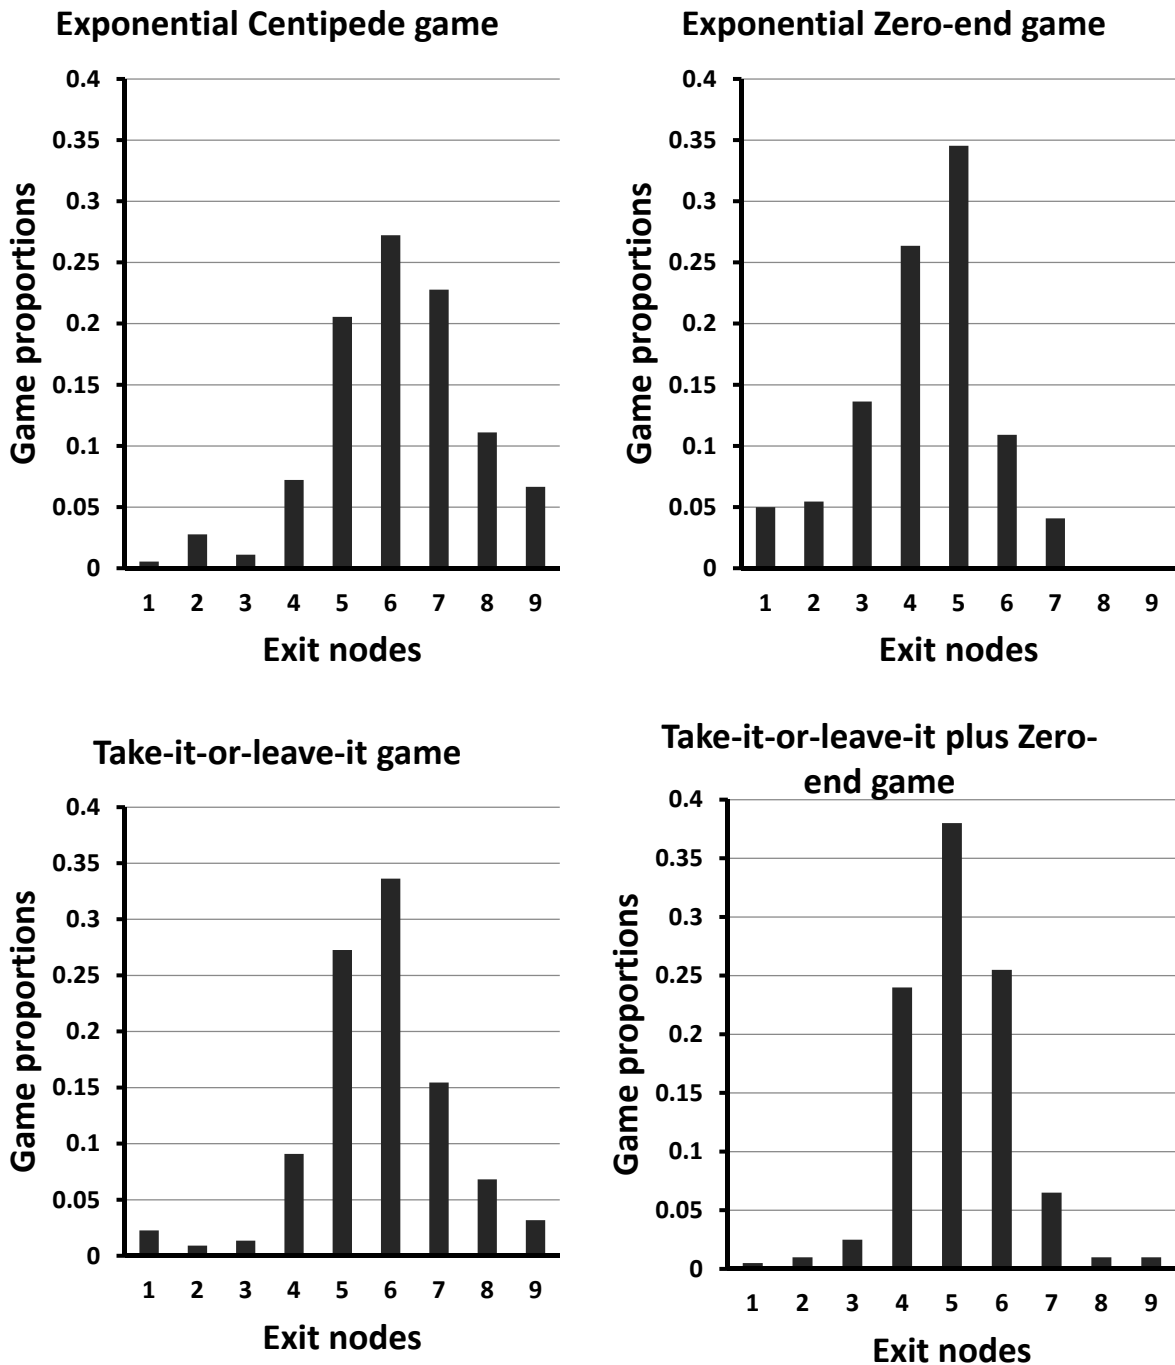 Exponential Centipede game
Game proportions
0.4
0.35
0.3
0.25
0.2
0.15
0.1
0.05
0
1 2 3 4 5 6 7 8 9
Exit nodes
Exponential Zero-end game
Game proportions
0.4
0.35
0.3
0.25
0.2
0.15
0.1
0.05
0
1 2 3 4 5 6 7 8 9
Exit nodes
Take-it-or-leave-it game
Game proportions
0.4
0.35
0.3
0.25
0.2
0.15
0.1
0.05
0
1 2 3 4 5 6 7 8 9
Exit nodes
Take-it-or-leave-it plus Zero-
end game
Game proportions
0.4
0.35
0.3
0.25
0.2
0.15
0.1
0.05
0
1 2 3 4 5 6 7 8 9
Exit nodes